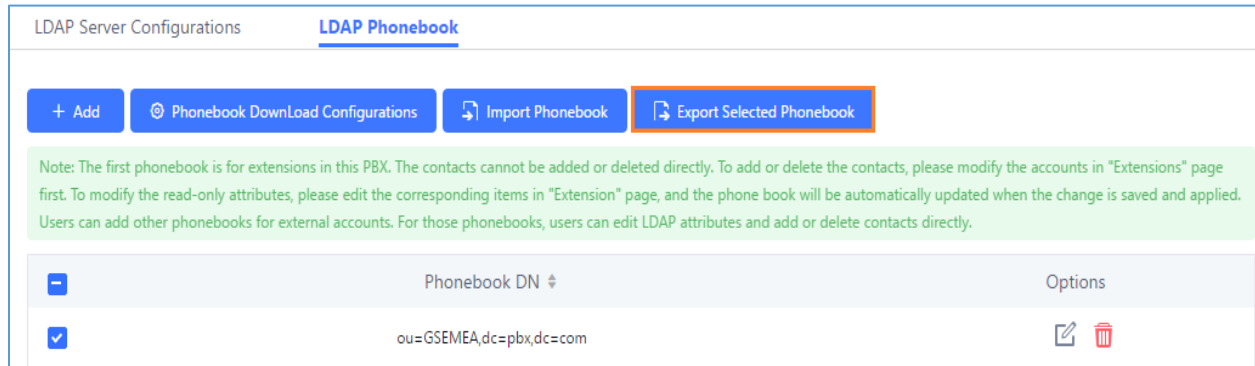 LDAP Server Configurations LDAP Phonebook
+ Add Phonebook DownLoad Configurations Import Phonebook Export Selected Phonebook
Note: The first phonebook is for extensions in this PBX. The contacts cannot be added or deleted directly. To add or delete the contacts, please modify the accounts in "Extensions" page
first. To modify the read-only attributes, please edit the corresponding items in "Extension" page, and the phone book will be automatically updated when the change is saved and applied.
Users can add other phonebooks for external accounts. For those phonebooks, users can edit LDAP attributes and add or delete contacts directly.
Phonebook DN Options
ou=GSEMEA,dc=pbx,dc=com